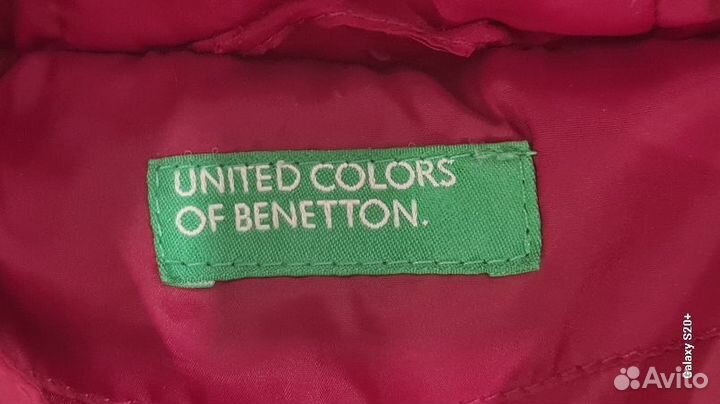 UNITED COLORS
OF BENETTON.
Galaxy S20+
Avito